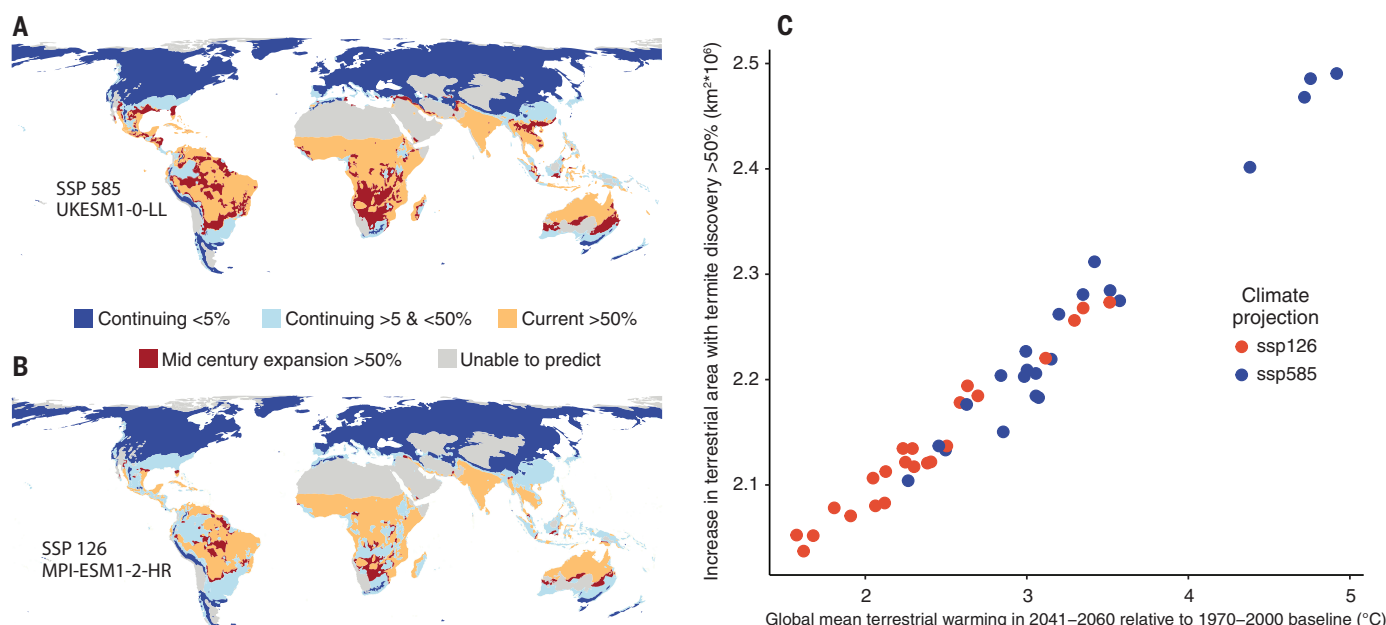 A
SSP 585
UKESM1-0-LL
Continuing <5%
Continuing >5 & <50%
Current >50%
Mid century expansion >50%
Unable to predict
B
SSP 126
MPI-ESM1-2-HR
C
Increase in terrestrial area with termite discovery >50% (km²*10⁶)
2.5
2.4
2.3
2.2
2.1
Climate
projection
ssp126
ssp585
2 3 4 5
Global mean terrestrial warming in 2041–2060 relative to 1970–2000 baseline (°C)